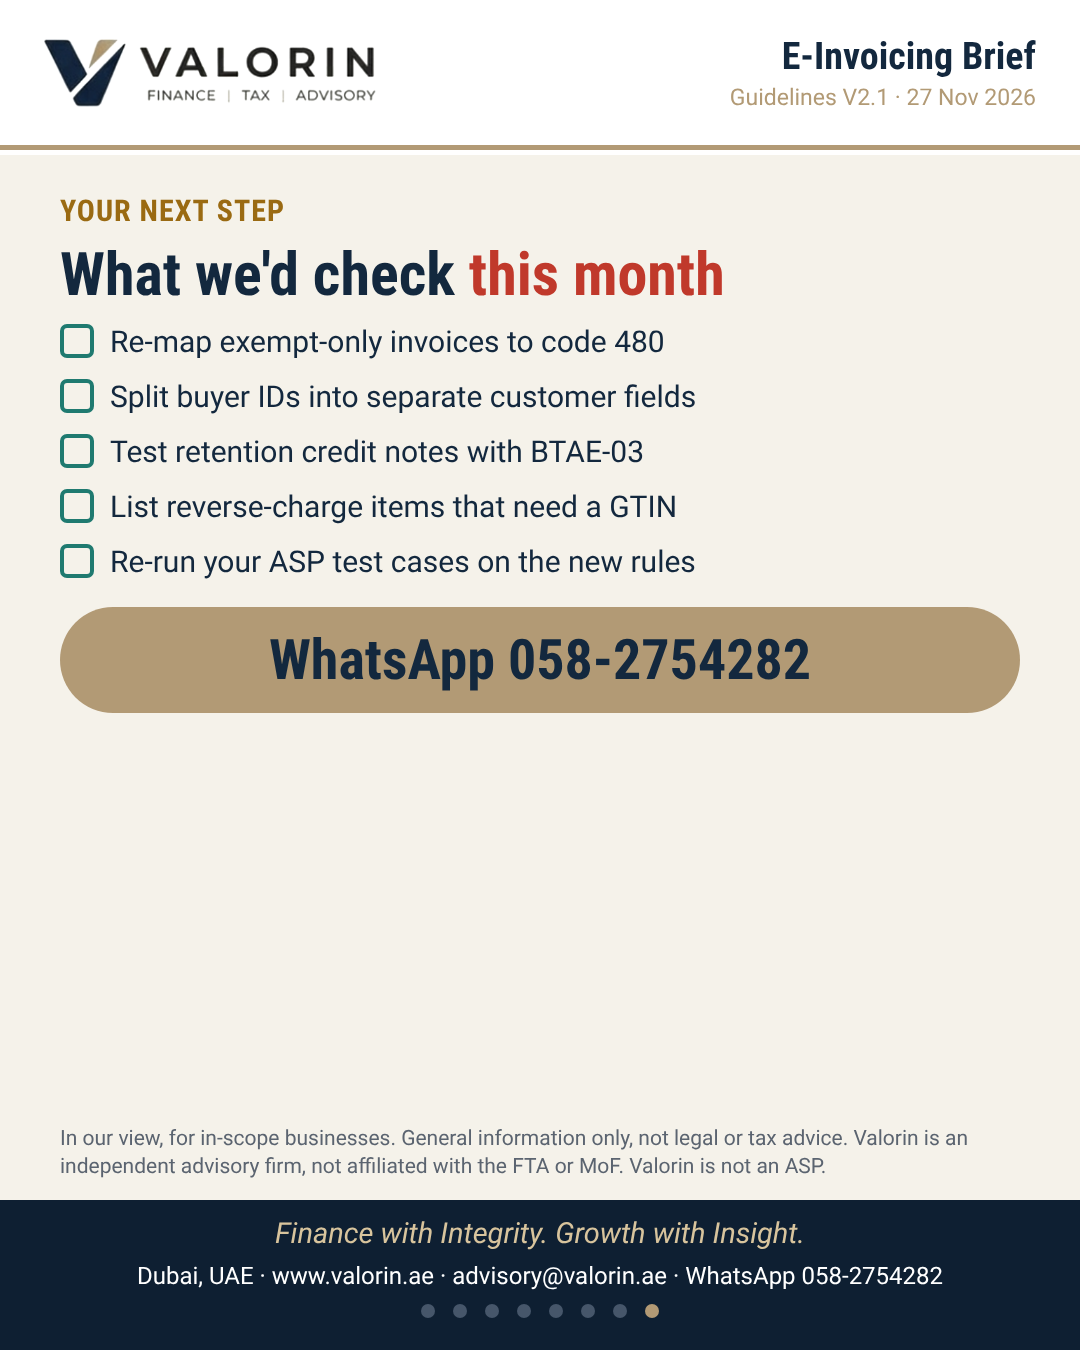 VALORIN
FINANCE | TAX | ADVISORY
E-Invoicing Brief
Guidelines V2.1 · 27 Nov 2026
YOUR NEXT STEP
What we'd check this month
Re-map exempt-only invoices to code 480
Split buyer IDs into separate customer fields
Test retention credit notes with BTAE-03
List reverse-charge items that need a GTIN
Re-run your ASP test cases on the new rules
WhatsApp 058-2754282
In our view, for in-scope businesses. General information only, not legal or tax advice. Valorin is an
independent advisory firm, not affiliated with the FTA or MoF. Valorin is not an ASP.
Finance with Integrity. Growth with Insight.
Dubai, UAE · www.valorin.ae · advisory@valorin.ae · WhatsApp 058-2754282